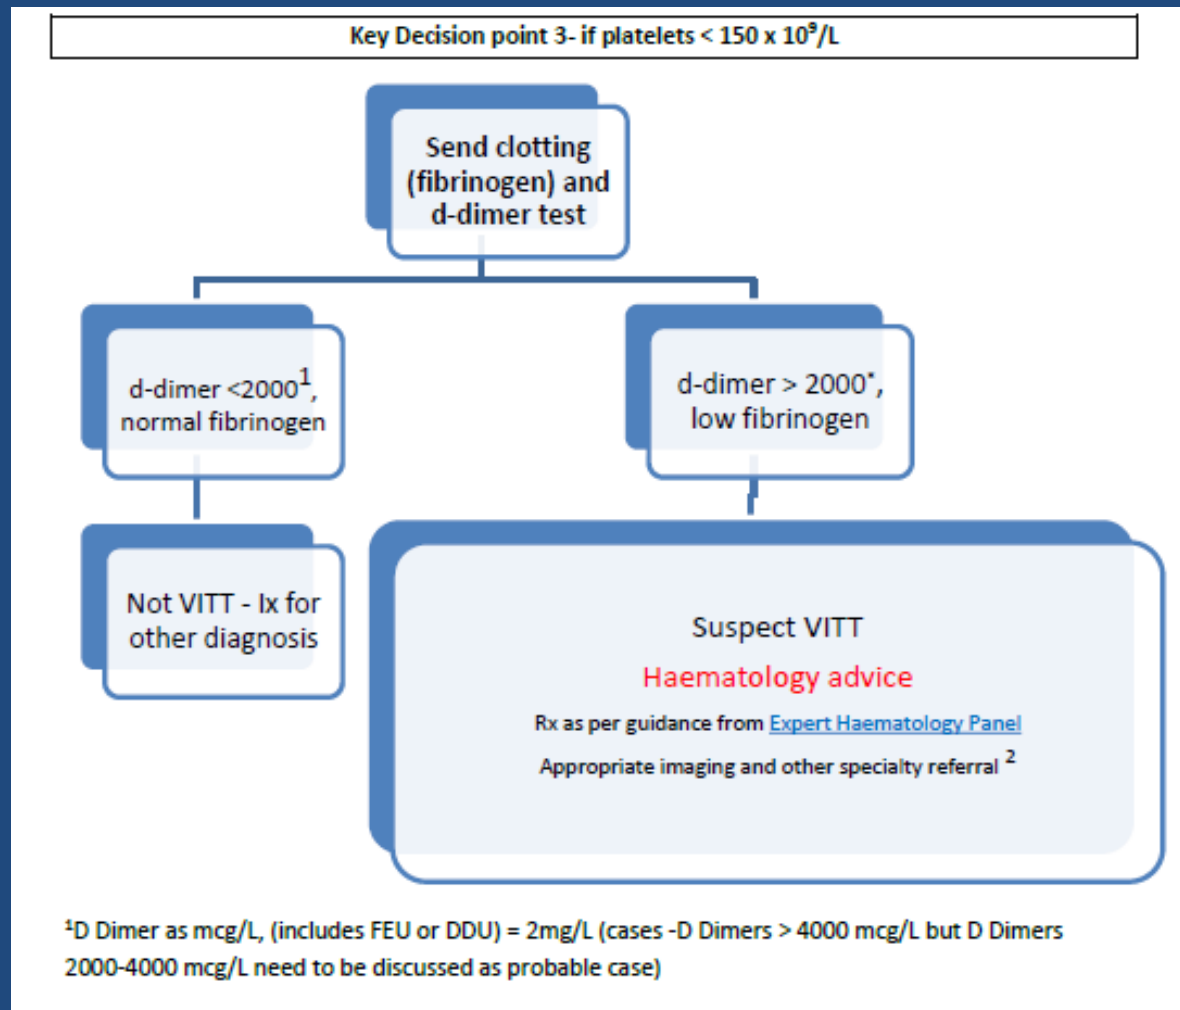 Key Decision point 3- if platelets < 150 x 10⁹/L
Send clotting
(fibrinogen) and
d-dimer test
d-dimer <2000¹,
normal fibrinogen
d-dimer > 2000*,
low fibrinogen
Not VITT - Ix for
other diagnosis
Suspect VITT
Haematology advice
Rx as per guidance from Expert Haematology Panel
Appropriate imaging and other specialty referral ²
¹D Dimer as mcg/L, (includes FEU or DDU) = 2mg/L (cases -D Dimers > 4000 mcg/L but D Dimers
2000-4000 mcg/L need to be discussed as probable case)